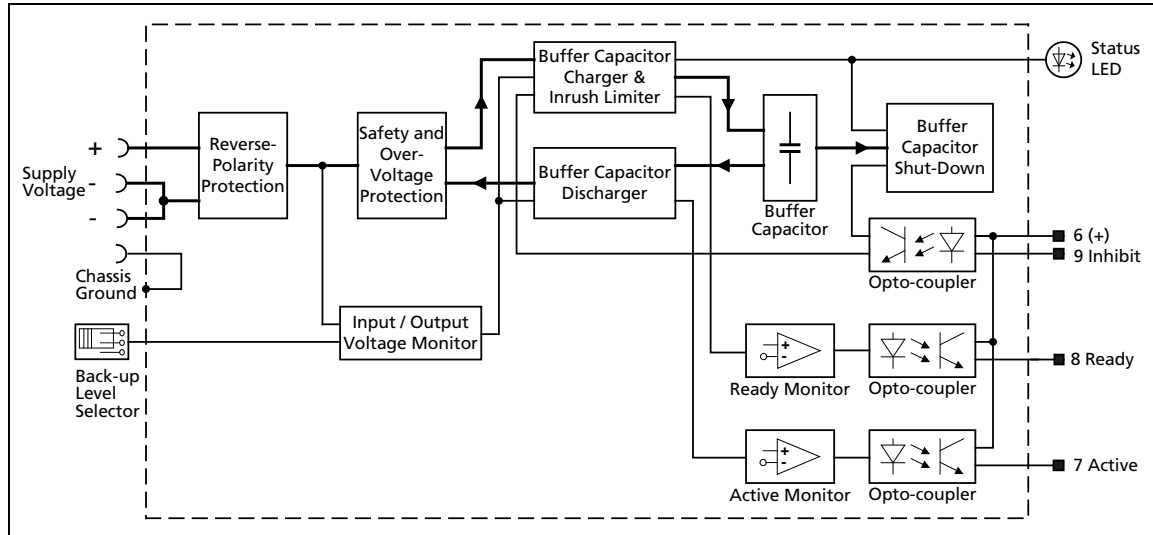 Buffer Capacitor
Charger &
Inrush Limiter
Status
LED
Reverse-
Polarity
Protection
Safety and
Over-
Voltage
Protection
Buffer
Capacitor
Shut-Down
+
Supply
Voltage
-
-
Buffer Capacitor
Discharger
Buffer
Capacitor
6 (+)
9 Inhibit
Opto-coupler
Chassis
Ground
Input / Output
Voltage Monitor
Back-up
Level
Selector
+
-
Ready Monitor
Opto-coupler
8 Ready
+
-
Active Monitor
Opto-coupler
7 Active